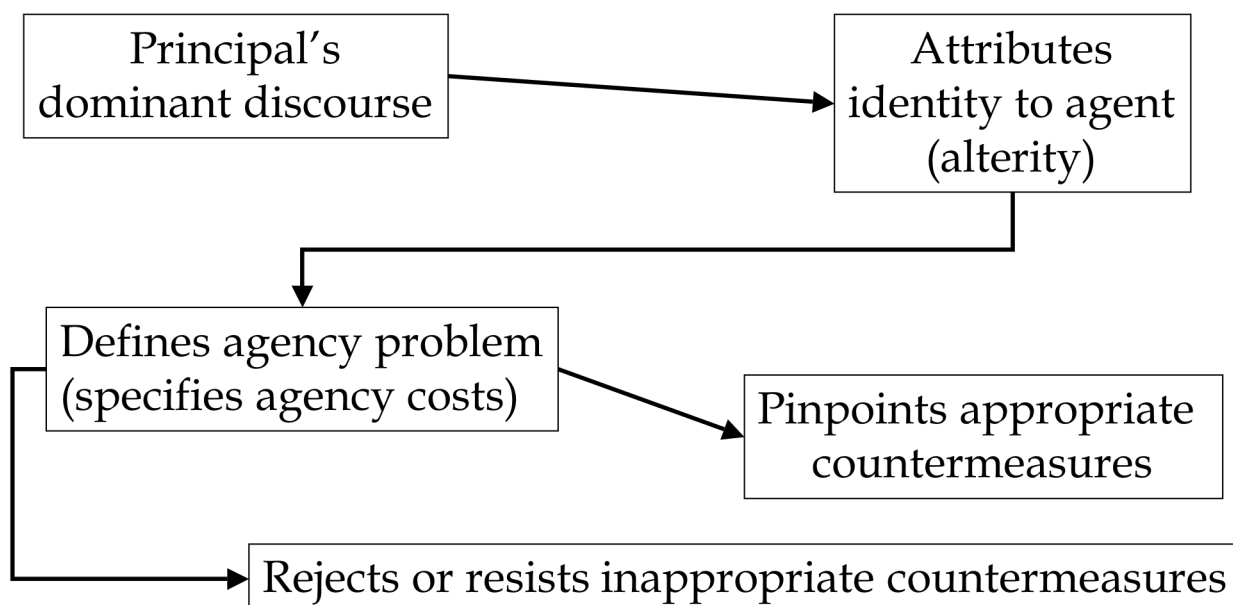 Principal’s
dominant discourse
Attributes
identity to agent
(alterity)
Defines agency problem
(specifies agency costs)
Pinpoints appropriate
countermeasures
Rejects or resists inappropriate countermeasures